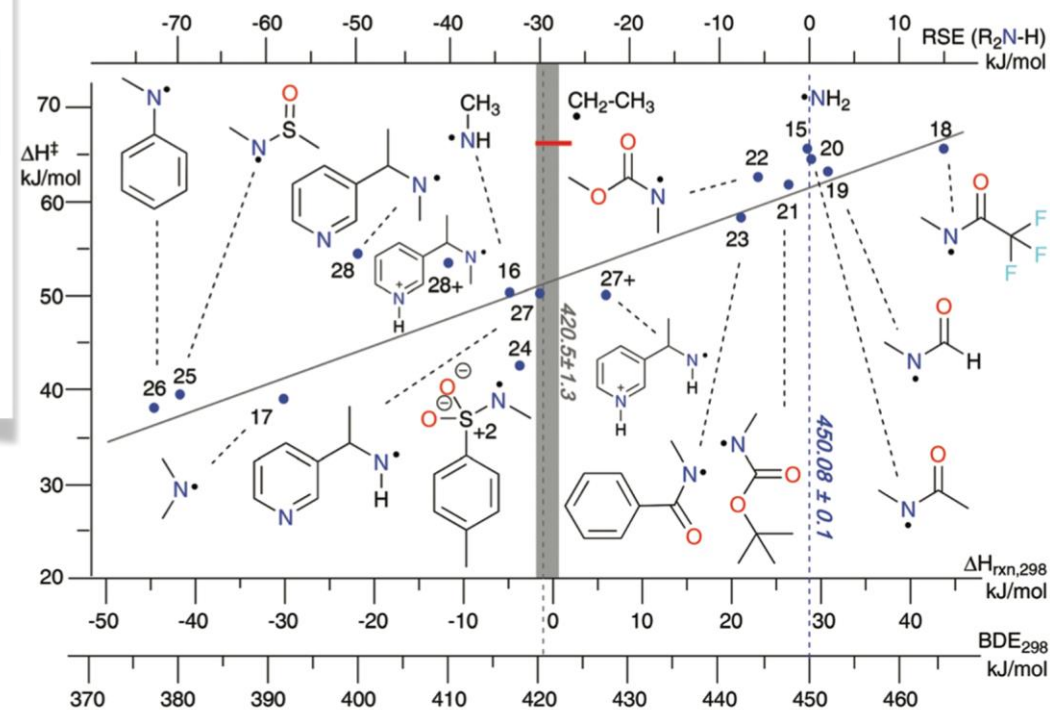 -70 -60 -50 -40 -30 -20 -10 0 10
RSE (R₂N-H)
kJ/mol
70
ΔH‡
kJ/mol
60
50
40
30
20
N•
O
S
N
•
CH₃
•NH
•CH₂-CH₃
•NH₂
N•
N
28
N•
N
+
H
28+
16
27
24
26
25
17
N•
N•
H
N
O⊖
⊖
O
S
+2
N
•
420.5±1.3
27+
N•
H
N
+
H
O
O
N
•
22
15
20
19
21
23
18
O
N
•
F
F
F
O
N
•
H
N•
O
•N
O
O
450.08 ± 0.1
O
N
•
ΔHrxn,298
kJ/mol
-50 -40 -30 -20 -10 0 10 20 30 40
BDE298
kJ/mol
370 380 390 400 410 420 430 440 450 460